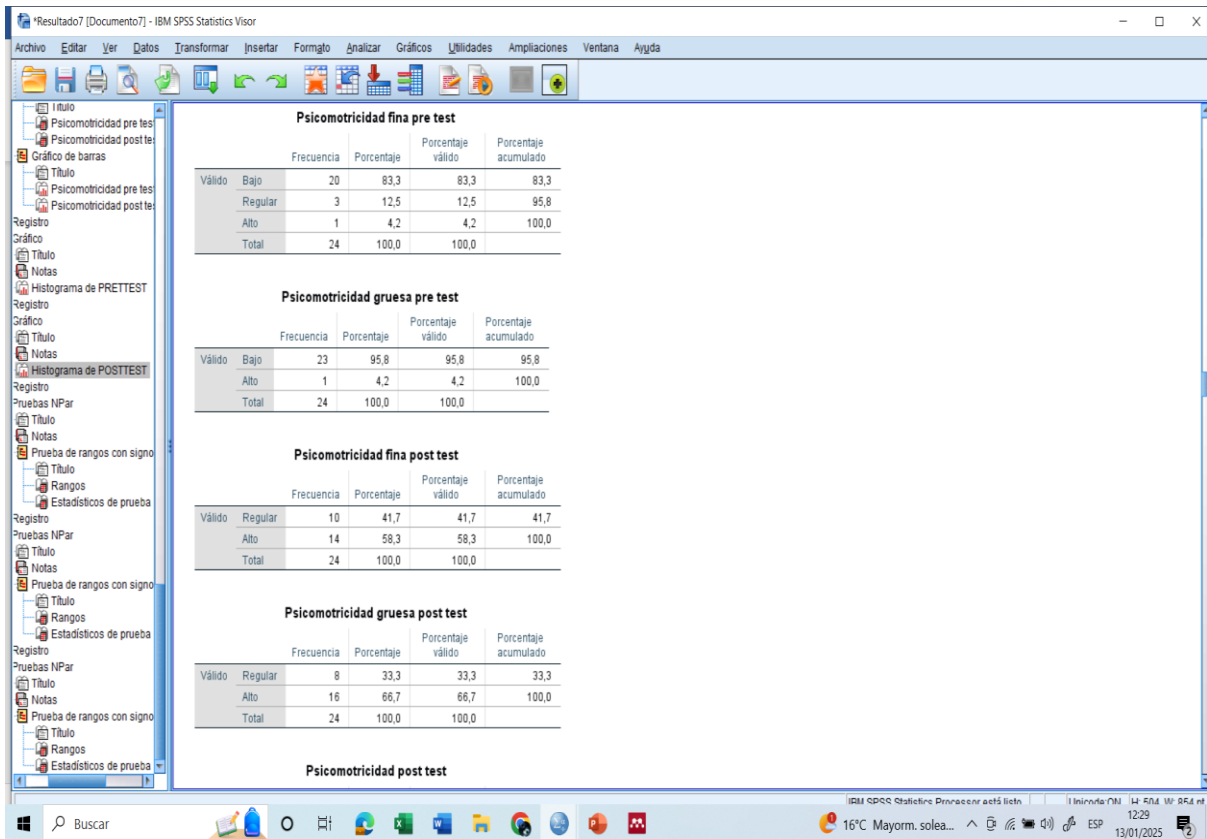 *Resultado7 [Documento7] - IBM SPSS Statistics Visor
Archivo Editar Ver Datos Transformar Insertar Formato Analizar Gráficos Utilidades Ampliaciones Ventana Ayuda
Título
Psicomotricidad pre tes
Psicomotricidad post te
Gráfico de barras
Título
Psicomotricidad pre tes
Psicomotricidad post te
Registro
Gráfico
Título
Notas
Histograma de PRETTEST
Registro
Gráfico
Título
Notas
Histograma de POSTTEST
Registro
Pruebas NPar
Título
Notas
Prueba de rangos con signo
Título
Rangos
Estadísticos de prueba
Registro
Pruebas NPar
Título
Notas
Prueba de rangos con signo
Título
Rangos
Estadísticos de prueba
Registro
Pruebas NPar
Título
Notas
Prueba de rangos con signo
Título
Rangos
Estadísticos de prueba
Psicomotricidad fina pre test
Frecuencia Porcentaje Porcentaje válido Porcentaje acumulado
Válido Bajo 20 83,3 83,3 83,3
Regular 3 12,5 12,5 95,8
Alto 1 4,2 4,2 100,0
Total 24 100,0 100,0
Psicomotricidad gruesa pre test
Frecuencia Porcentaje Porcentaje válido Porcentaje acumulado
Válido Bajo 23 95,8 95,8 95,8
Alto 1 4,2 4,2 100,0
Total 24 100,0 100,0
Psicomotricidad fina post test
Frecuencia Porcentaje Porcentaje válido Porcentaje acumulado
Válido Regular 10 41,7 41,7 41,7
Alto 14 58,3 58,3 100,0
Total 24 100,0 100,0
Psicomotricidad gruesa post test
Frecuencia Porcentaje Porcentaje válido Porcentaje acumulado
Válido Regular 8 33,3 33,3 33,3
Alto 16 66,7 66,7 100,0
Total 24 100,0 100,0
Psicomotricidad post test
IBM SPSS Statistics Processor está listo Unicode:ON H: 504, W: 854 pt
Buscar
16°C Mayorm. solea... ESP 12:29
13/01/2025